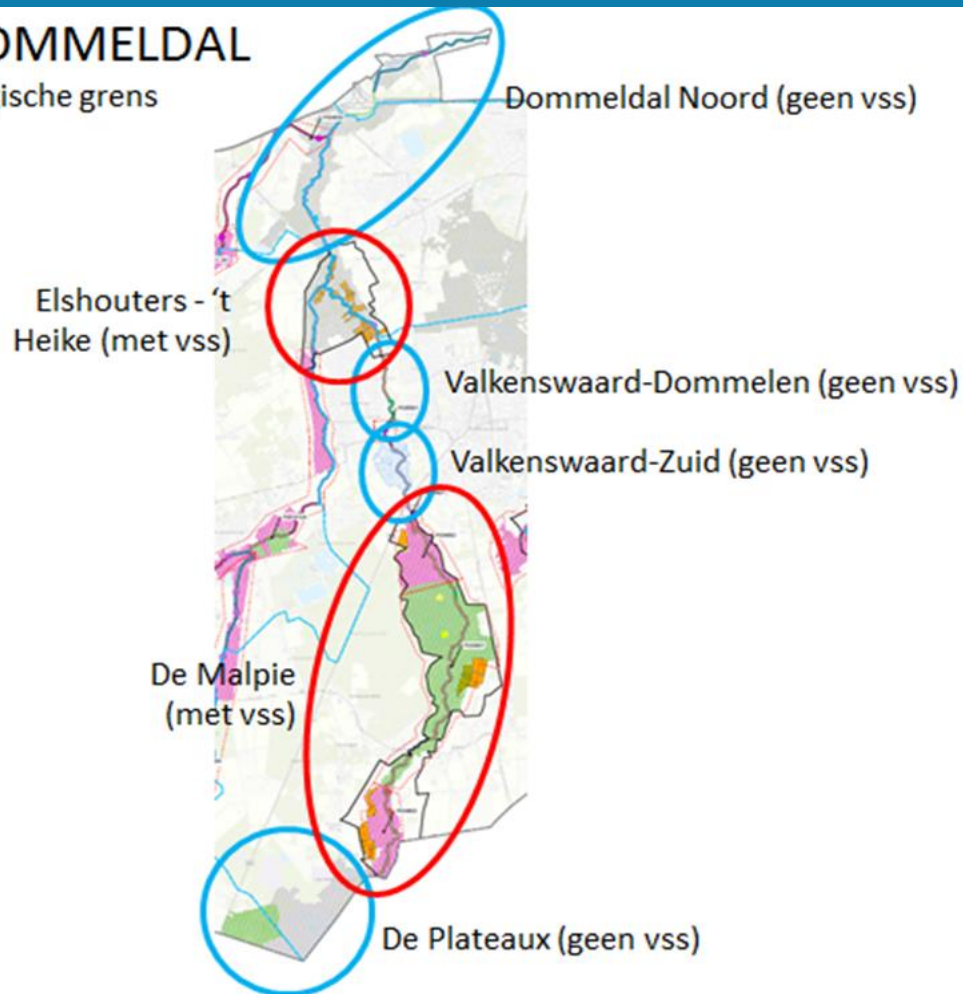 OMMELDAL
ische grens
Dommeldal Noord (geen vss)
Elshouters - ‘t
Heike (met vss)
Valkenswaard-Dommelen (geen vss)
Valkenswaard-Zuid (geen vss)
De Malpie
(met vss)
De Plateaux (geen vss)